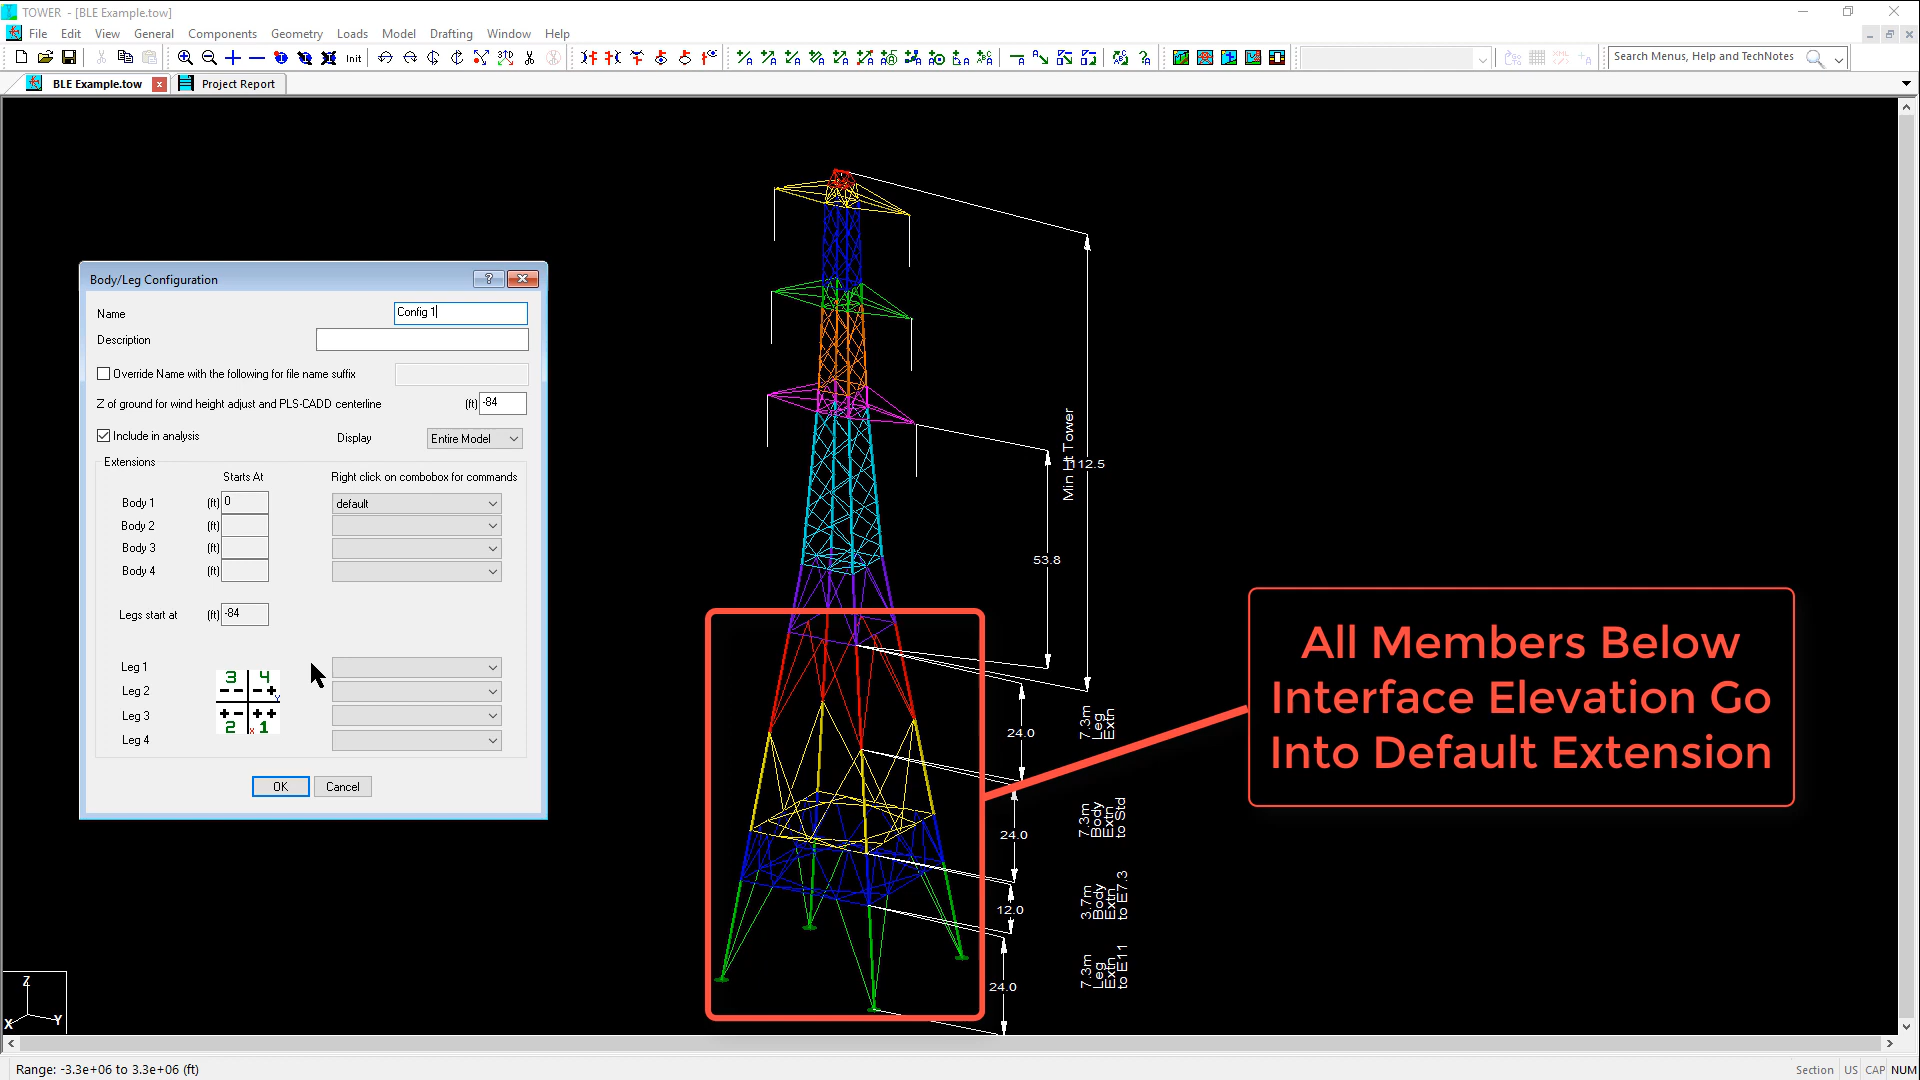 TOWER - [BLE Example.tow]
File Edit View General Components Geometry Loads Model Drafting Window Help
Init
Search Menus, Help and TechNotes
BLE Example.tow
Project Report
Body/Leg Configuration
Name
Config 1
Description
Override Name with the following for file name suffix
Z of ground for wind height adjust and PLS-CADD centerline (ft) -84
Include in analysis
Display
Entire Model
Extensions
Starts At
Right click on combobox for commands
Body 1 (ft) 0 default
Body 2 (ft)
Body 3 (ft)
Body 4 (ft)
Legs start at (ft) -84
Leg 1
Leg 2
Leg 3
Leg 4
3 4
2 x 1
OK Cancel
Min Ht Tower
112.5
53.8
24.0
7.3m
Leg
Extn
24.0
7.3m
Body
Extn
to Std
12.0
3.7m
Body
Extn
to E7.3
24.0
7.3m
Leg
Extn
to E11
All Members Below
Interface Elevation Go
Into Default Extension
Z
X
Y
Range: -3.3e+06 to 3.3e+06 (ft)
Section US CAP NUM